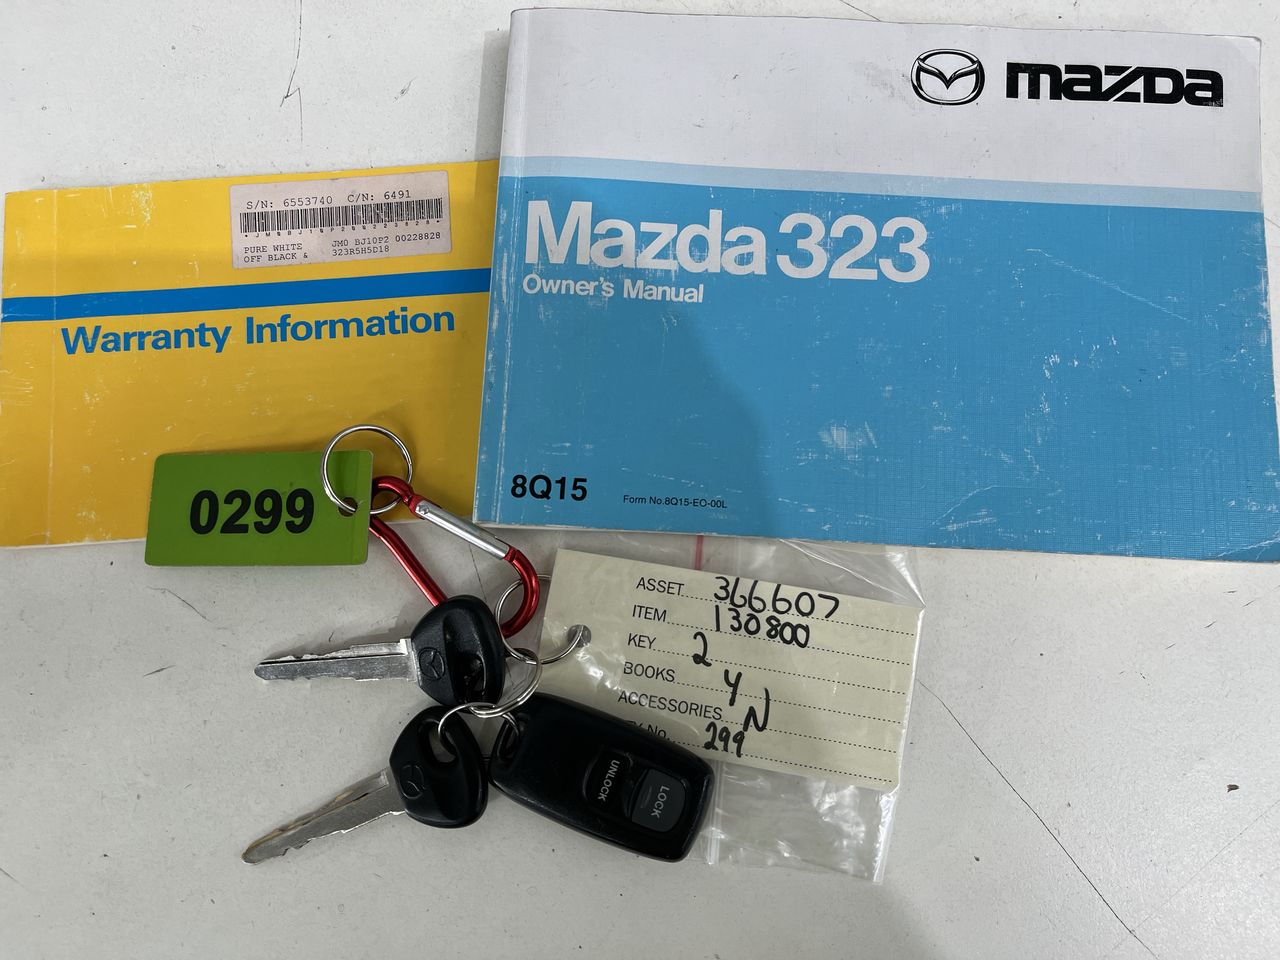 mazda
Mazda 323
Owner's Manual
8Q15
Form No.8Q15-EO-00L
S/N: 6553740 C/N: 6491
PURE WHITE JM0 BJ10P2 00228828
OFF BLACK & 323R5H5D18
Warranty Information
0299
ASSET 366607
ITEM 130800
KEY 2
BOOKS Y
ACCESSORIES N
No. 299
UNLOCK
LOCK